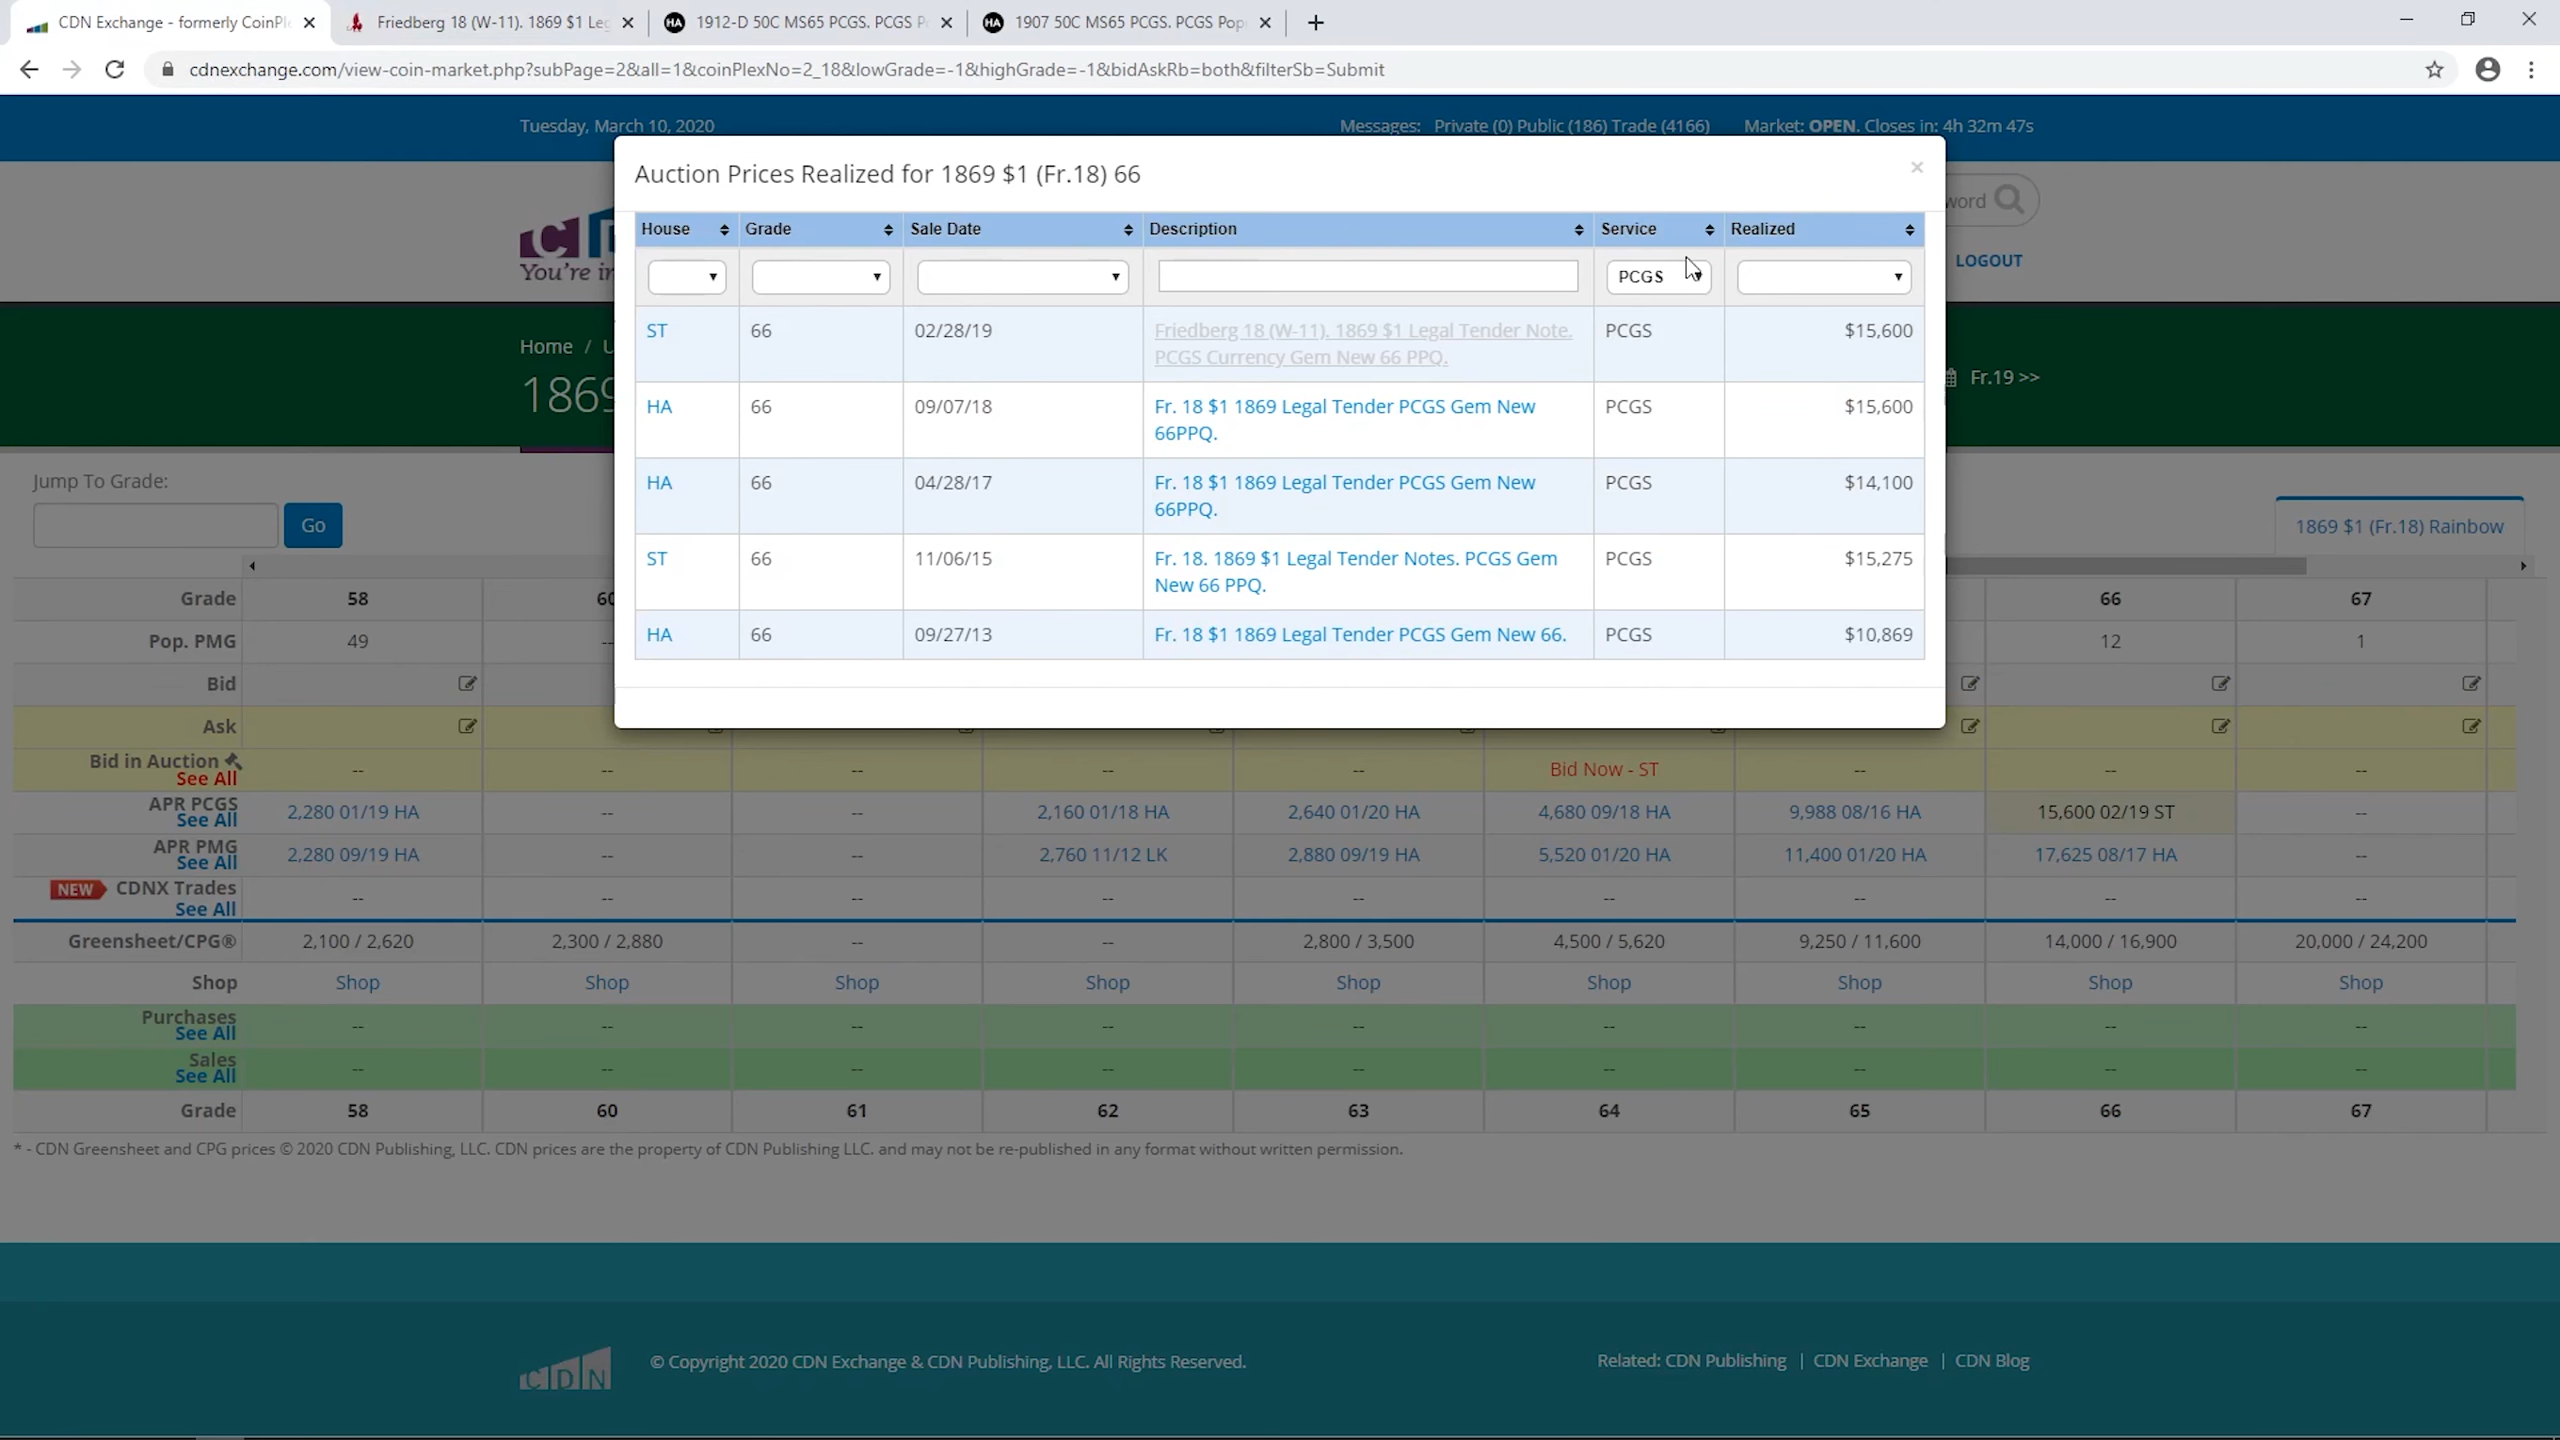 CDN Exchange - formerly CoinPl
Friedberg 18 (W-11). 1869 $1 Leg
HA 1912-D 50C MS65 PCGS. PCGS P
HA 1907 50C MS65 PCGS. PCGS Pop
cdnexchange.com/view-coin-market.php?subPage=2&all=1&coinPlexNo=2_18&lowGrade=-1&highGrade=-1&bidAskRb=both&filterSb=Submit
Tuesday, March 10, 2020 Messages: Private (0) Public (186) Trade (4166) Market: OPEN. Closes in: 4h 32m 47s
Auction Prices Realized for 1869 $1 (Fr.18) 66 ×
You're in
word
LOGOUT
House Grade Sale Date Description Service Realized
PCGS
ST 66 02/28/19 Friedberg 18 (W-11). 1869 $1 Legal Tender Note. PCGS $15,600
PCGS Currency Gem New 66 PPQ.
HA 66 09/07/18 Fr. 18 $1 1869 Legal Tender PCGS Gem New PCGS $15,600
66PPQ.
HA 66 04/28/17 Fr. 18 $1 1869 Legal Tender PCGS Gem New PCGS $14,100
66PPQ.
ST 66 11/06/15 Fr. 18. 1869 $1 Legal Tender Notes. PCGS Gem PCGS $15,275
New 66 PPQ.
HA 66 09/27/13 Fr. 18 $1 1869 Legal Tender PCGS Gem New 66. PCGS $10,869
Home /
1869
Fr.19 >>
Jump To Grade:
Go
1869 $1 (Fr.18) Rainbow
Grade 58 60 66 67
Pop. PMG 49 -- 12 1
Bid
Ask
Bid in Auction -- -- -- -- -- Bid Now - ST -- -- --
See All
APR PCGS 2,280 01/19 HA -- -- 2,160 01/18 HA 2,640 01/20 HA 4,680 09/18 HA 9,988 08/16 HA 15,600 02/19 ST --
See All
APR PMG 2,280 09/19 HA -- -- 2,760 11/12 LK 2,880 09/19 HA 5,520 01/20 HA 11,400 01/20 HA 17,625 08/17 HA --
See All
NEW CDNX Trades -- -- -- -- -- -- -- -- --
See All
Greensheet/CPG® 2,100 / 2,620 2,300 / 2,880 -- -- 2,800 / 3,500 4,500 / 5,620 9,250 / 11,600 14,000 / 16,900 20,000 / 24,200
Shop Shop Shop Shop Shop Shop Shop Shop Shop Shop
Purchases -- -- -- -- -- -- -- -- --
See All
Sales -- -- -- -- -- -- -- -- --
See All
Grade 58 60 61 62 63 64 65 66 67
* - CDN Greensheet and CPG prices © 2020 CDN Publishing, LLC. CDN prices are the property of CDN Publishing LLC. and may not be re-published in any format without written permission.
CDN
© Copyright 2020 CDN Exchange & CDN Publishing, LLC. All Rights Reserved.
Related: CDN Publishing | CDN Exchange | CDN Blog